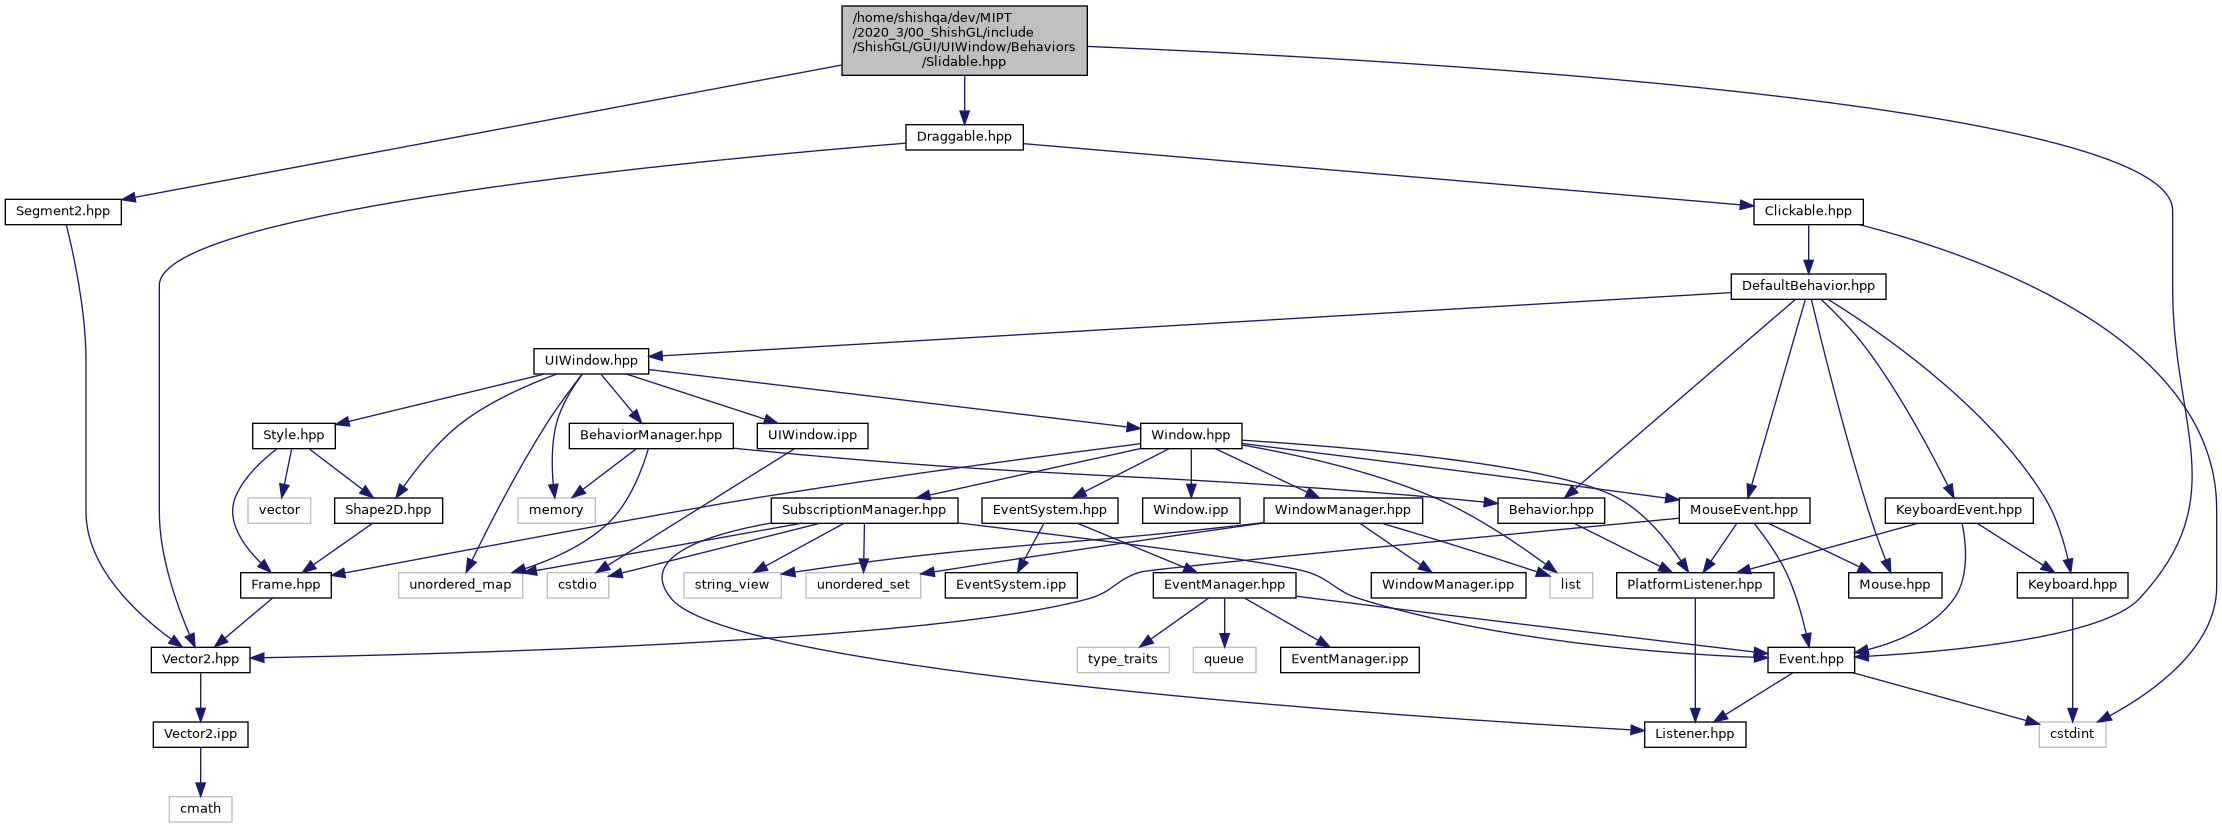 /home/shishqa/dev/MIPT
/2020_3/00_ShishGL/include
/ShishGL/GUI/UIWindow/Behaviors
/Slidable.hpp
Draggable.hpp
Segment2.hpp
Clickable.hpp
DefaultBehavior.hpp
UIWindow.hpp
Style.hpp
BehaviorManager.hpp
UIWindow.ipp
Window.hpp
vector
Shape2D.hpp
memory
SubscriptionManager.hpp
EventSystem.hpp
Window.ipp
WindowManager.hpp
Behavior.hpp
MouseEvent.hpp
KeyboardEvent.hpp
Frame.hpp
unordered_map
cstdio
string_view
unordered_set
EventSystem.ipp
EventManager.hpp
WindowManager.ipp
list
PlatformListener.hpp
Mouse.hpp
Keyboard.hpp
Vector2.hpp
type_traits
queue
EventManager.ipp
Event.hpp
Vector2.ipp
Listener.hpp
cstdint
cmath